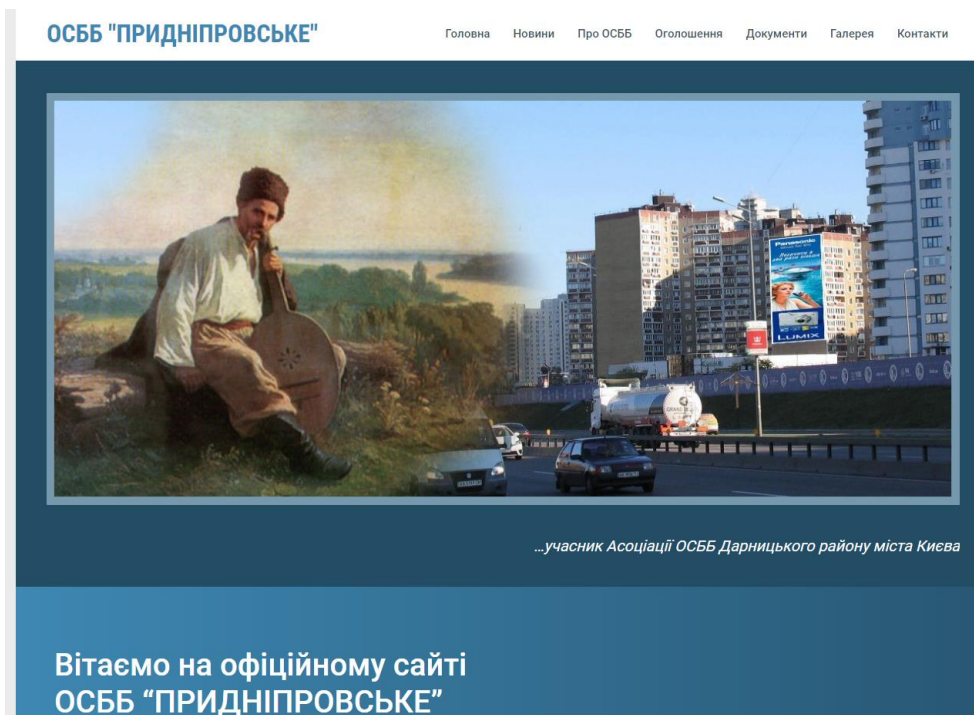 ОСББ "ПРИДНІПРОВСЬКЕ"
Головна Новини Про ОСББ Оголошення Документи Галерея Контакти
Panasonic
LUMIX
...учасник Асоціації ОСББ Дарницького району міста Києва
Вітаємо на офіційному сайті
ОСББ “ПРИДНІПРОВСЬКЕ”